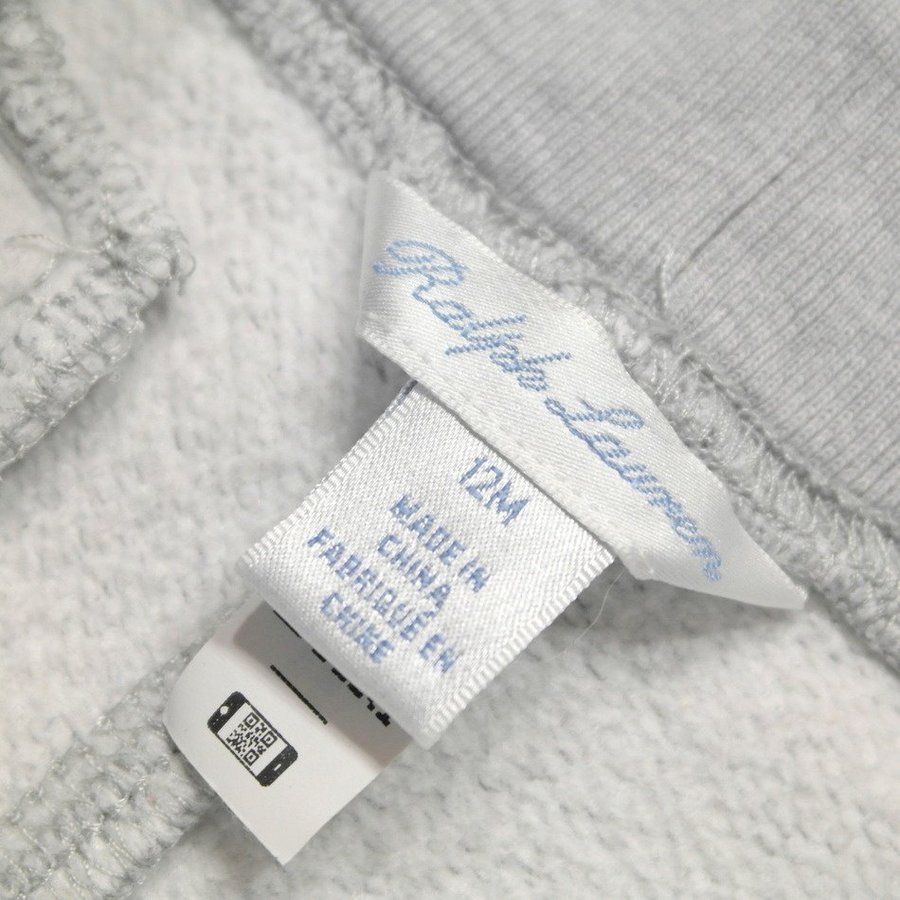 Ralph Lauren
12M
MADE IN
CHINA
FABRIQUÉ EN
CHINE